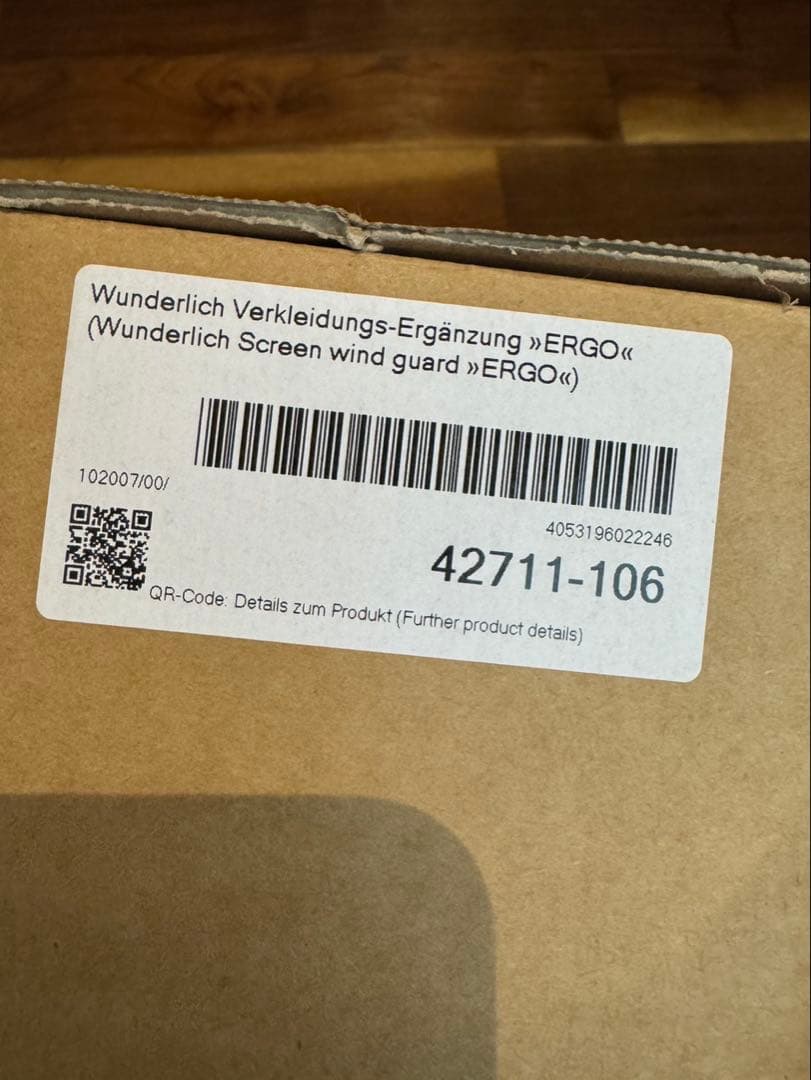 Wunderlich Verkleidungs-Ergänzung »ERGO«
(Wunderlich Screen wind guard »ERGO«)
102007/00/
4053196022246
42711-106
QR-Code: Details zum Produkt (Further product details)